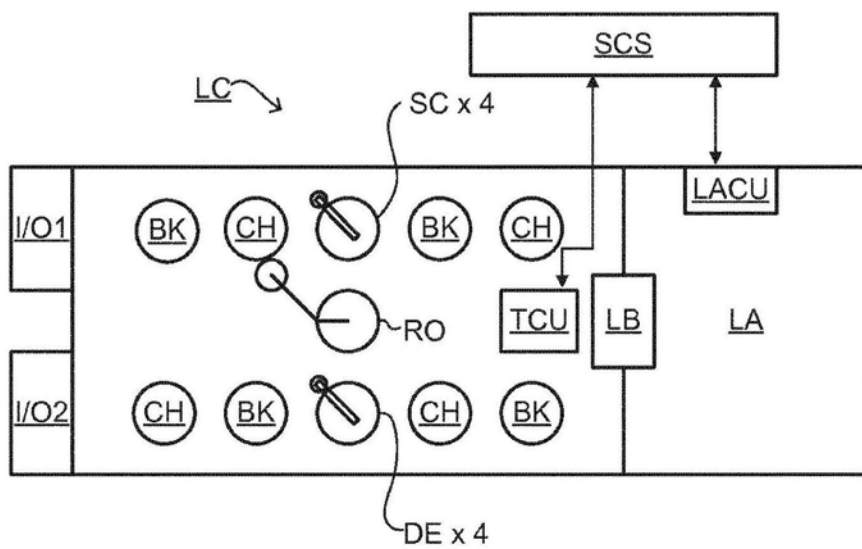 SCS
LC
SC x 4
LACU
I/O1
BK
CH
BK
CH
TCU
LB
LA
RO
I/O2
CH
BK
CH
BK
DE x 4